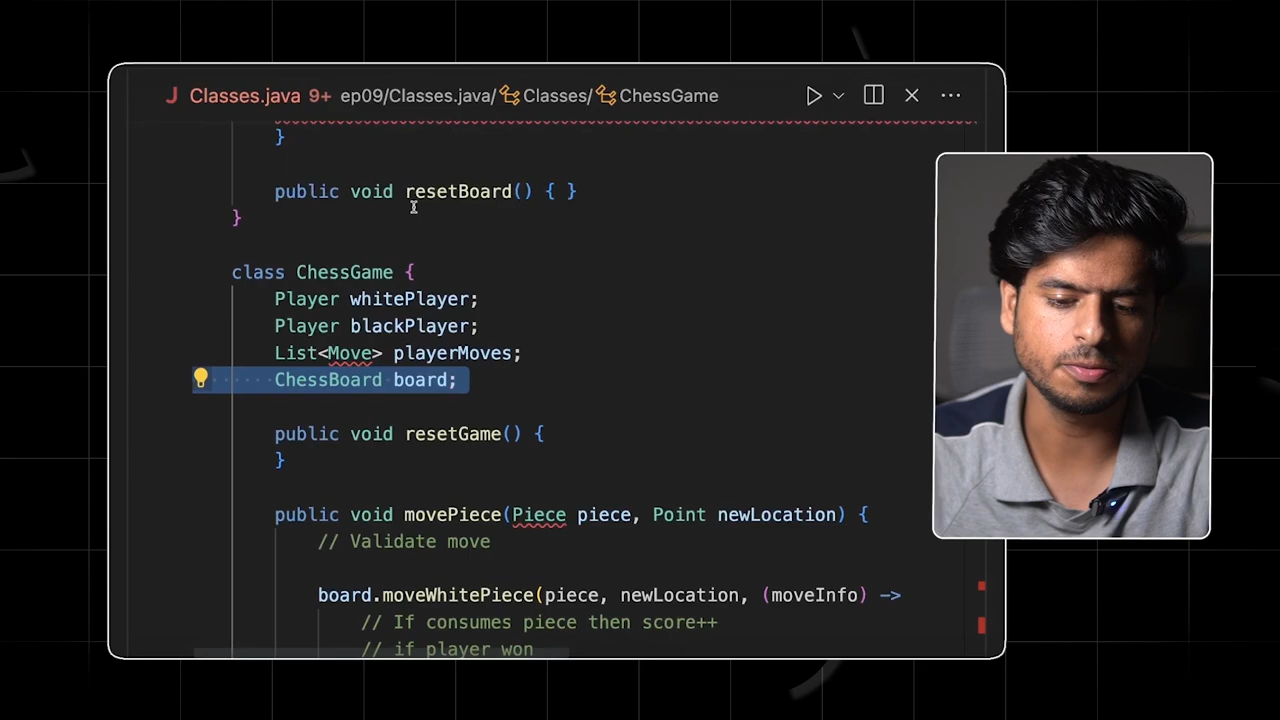 J Classes.java 9+ ep09/Classes.java/Classes/ChessGame
}
public void resetBoard() { }
}
class ChessGame {
Player whitePlayer;
Player blackPlayer;
List<Move> playerMoves;
ChessBoard board;
public void resetGame() {
}
public void movePiece(Piece piece, Point newLocation) {
// Validate move
board.moveWhitePiece(piece, newLocation, (moveInfo) ->
// If consumes piece then score++
// if player won